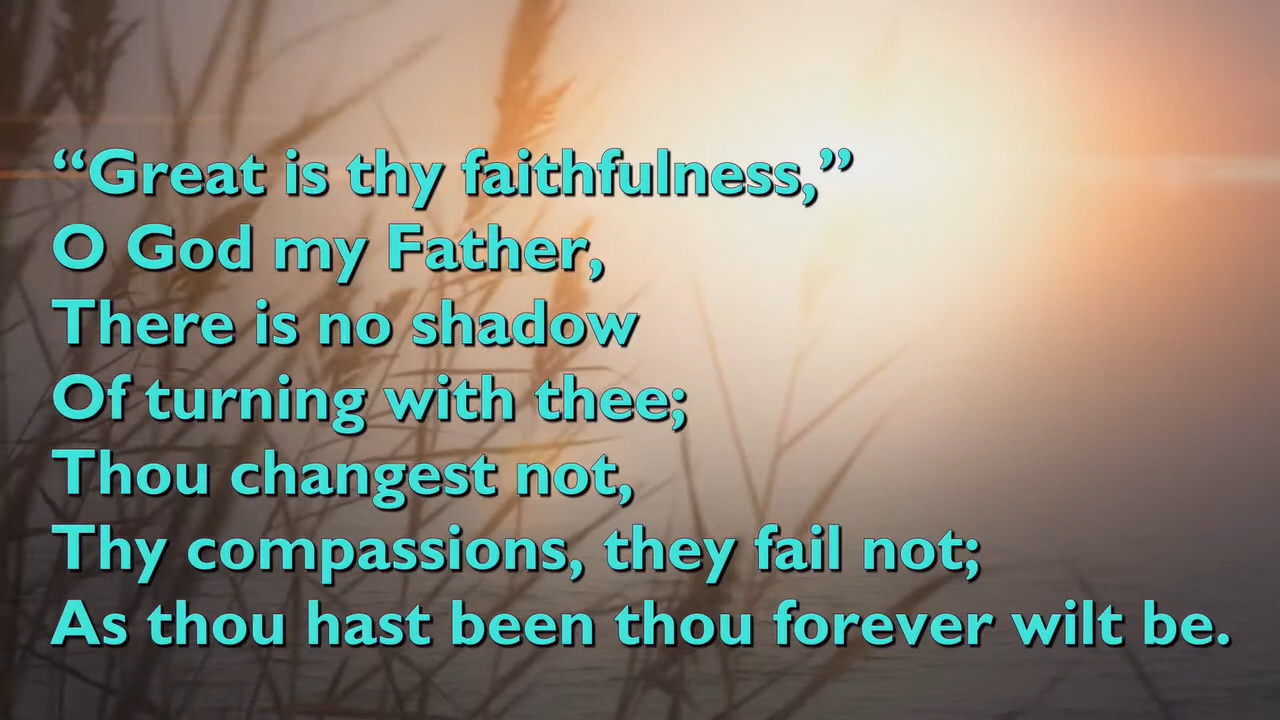 “Great is thy faithfulness,”
O God my Father,
There is no shadow
Of turning with thee;
Thou changest not,
Thy compassions, they fail not;
As thou hast been thou forever wilt be.